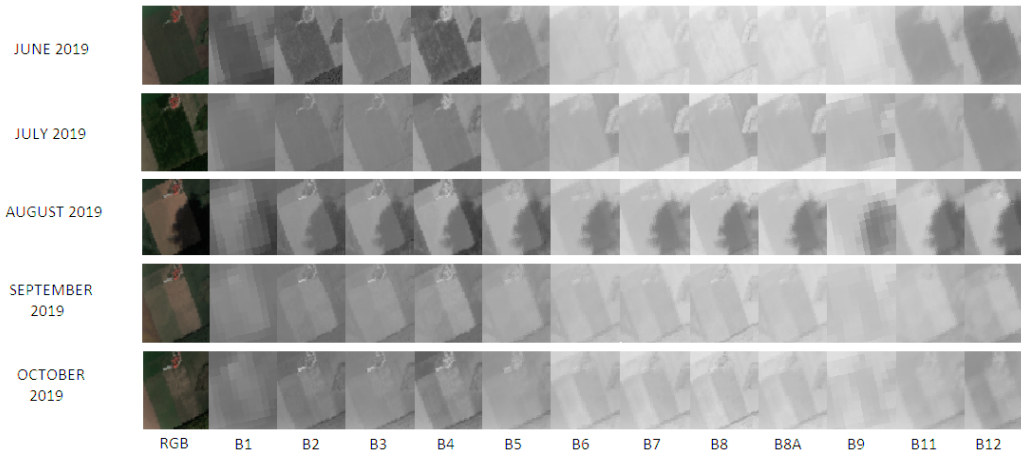 JUNE 2019
JULY 2019
AUGUST 2019
SEPTEMBER
2019
OCTOBER
2019
RGB B1 B2 B3 B4 B5 B6 B7 B8 B8A B9 B11 B12